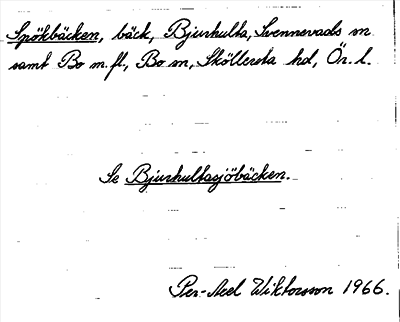 Spökbäcken, bäck, Bjurhulta, Svennevads sn
samt Bo m.fl., Bo sn, Sköllersta hd, Ör. l.
Se Bjurhultasjöbäcken.
Per-Axel Wiktorsson 1966.